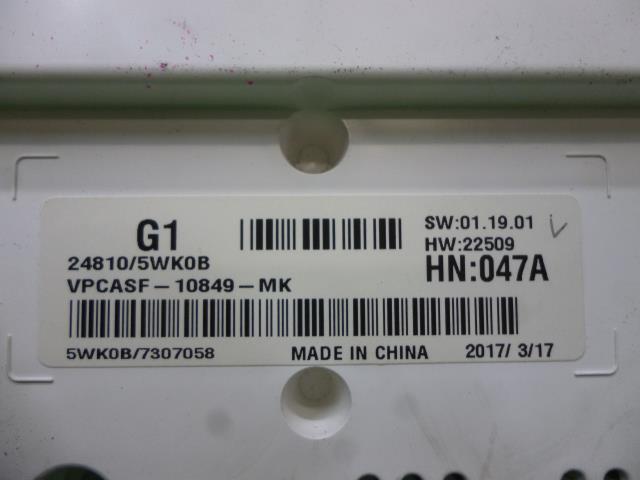 G1
SW:01.19.01
HW:22509
24810/5WK0B
HN:047A
VPCASF-10849-MK
5WK0B/7307058 MADE IN CHINA 2017/ 3/17